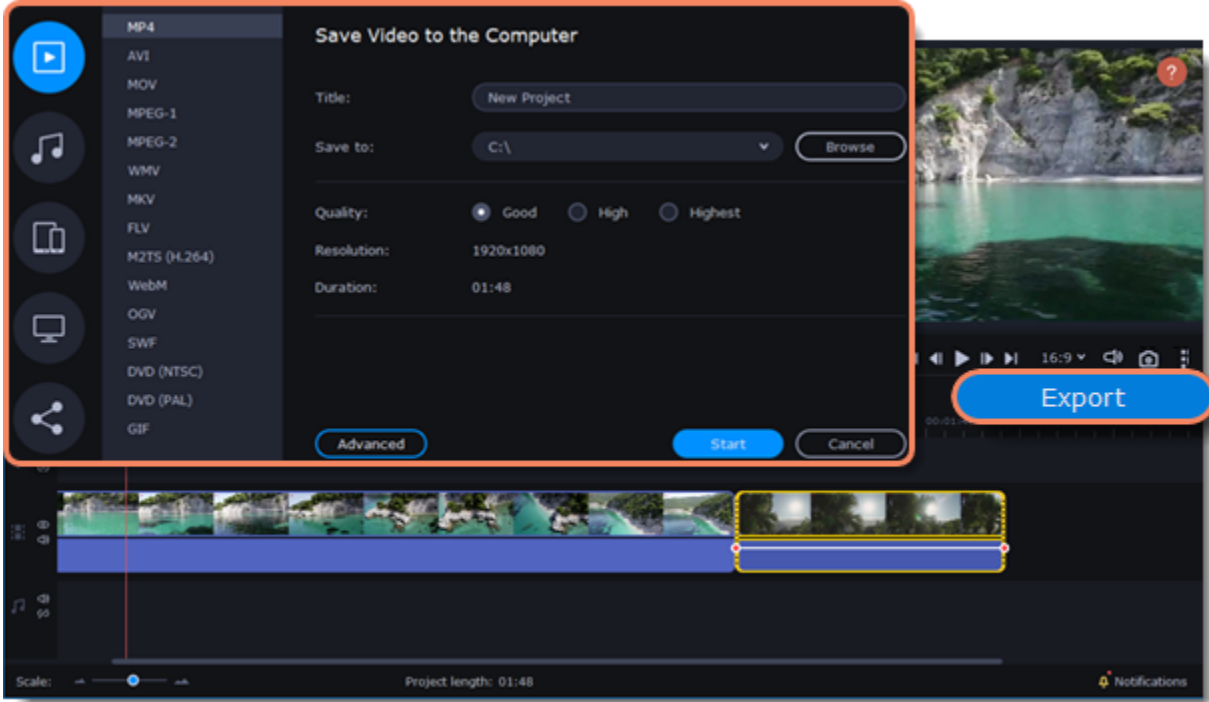 MP4
AVI
MOV
MPEG-1
MPEG-2
WMV
MKV
FLV
M2TS (H.264)
WebM
OGV
SWF
DVD (NTSC)
DVD (PAL)
GIF
Save Video to the Computer
Title: New Project
Save to: C:\ Browse
Quality: Good High Highest
Resolution: 1920x1080
Duration: 01:48
Advanced Start Cancel
?
16:9
Export
Scale: Project length: 01:48 Notifications